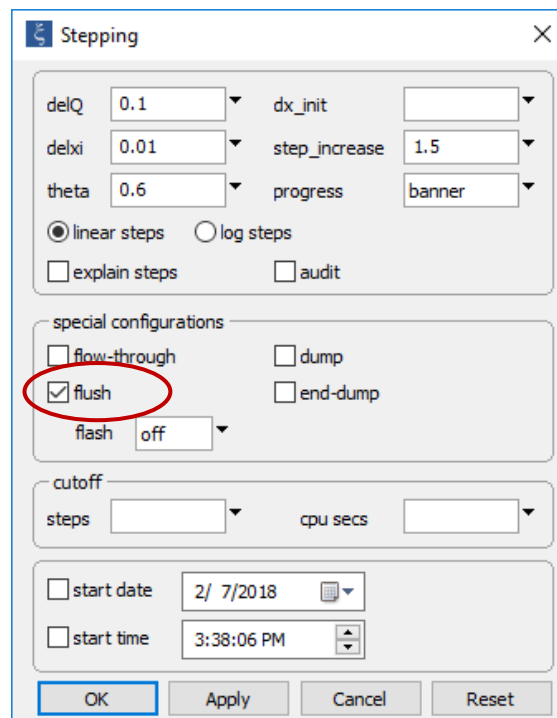 ξ Stepping
delQ 0.1 dx_init
delxi 0.01 step_increase 1.5
theta 0.6 progress banner
linear steps log steps
explain steps audit
special configurations
flow-through dump
flush end-dump
flash off
cutoff
steps cpu secs
start date 2/ 7/2018
start time 3:38:06 PM
OK Apply Cancel Reset